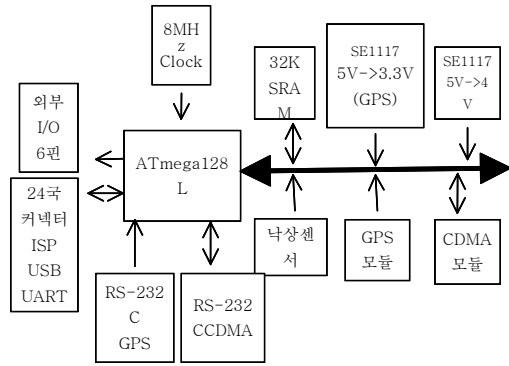 8MH
z
Clock
32K
SRA
M
SE1117
5V->3.3V
(GPS)
SE1117
5V->4
V
외부
I/O
6핀
ATmega128
L
24국
커넥터
ISP
USB
UART
낙상센
서
GPS
모듈
CDMA
모듈
RS-232
C
GPS
RS-232
CCDMA